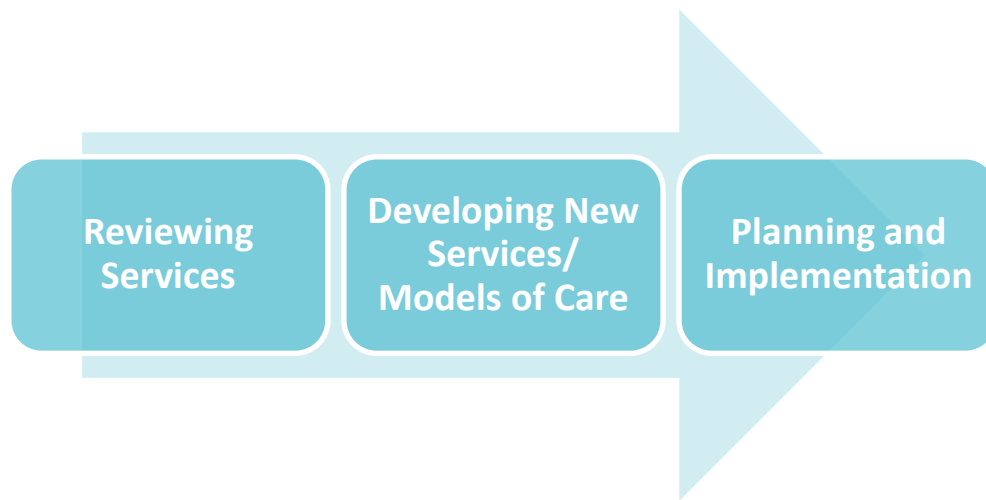 Reviewing
Services
Developing New
Services/
Models of Care
Planning and
Implementation